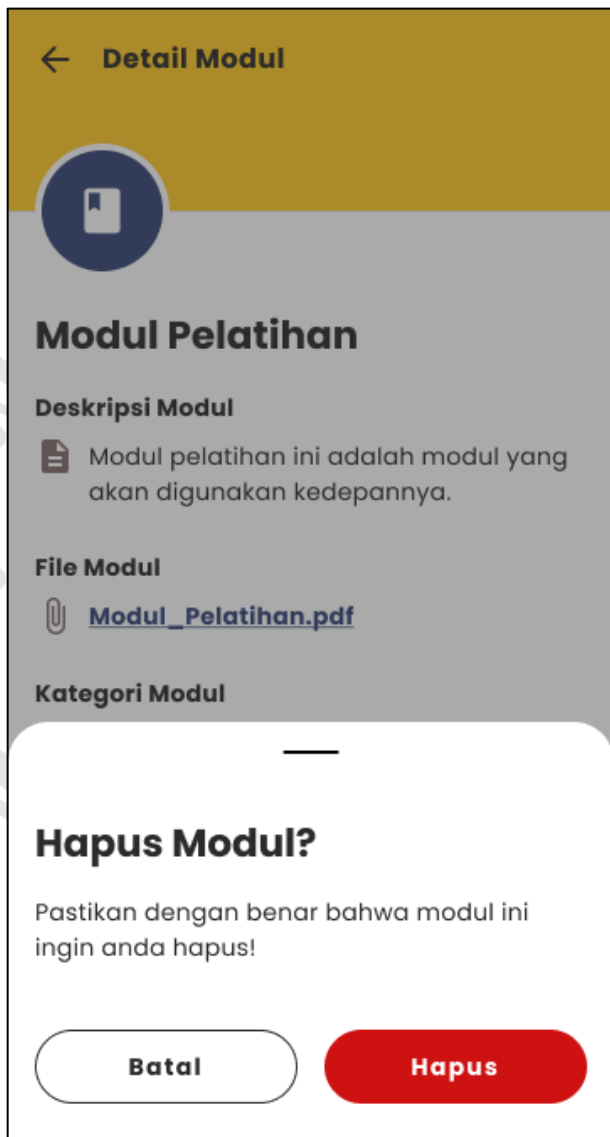 Detail Modul
Modul Pelatihan
Deskripsi Modul
Modul pelatihan ini adalah modul yang
akan digunakan kedepannya.
File Modul
Modul_Pelatihan.pdf
Kategori Modul
Hapus Modul?
Pastikan dengan benar bahwa modul ini
ingin anda hapus!
Batal
Hapus